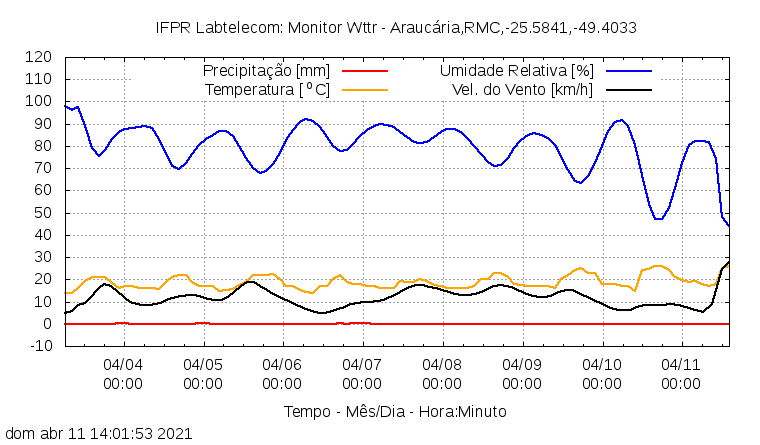 IFPR Labtelecom: Monitor Wttr - Araucária,RMC,-25.5841,-49.4033
120
110
100
90
80
70
60
50
40
30
20
10
0
-10
Precipitação [mm]
Temperatura [⁰C]
Umidade Relativa [%]
Vel. do Vento [km/h]
04/04 04/05 04/06 04/07 04/08 04/09 04/10 04/11
00:00 00:00 00:00 00:00 00:00 00:00 00:00 00:00
Tempo - Mês/Dia - Hora:Minuto
dom abr 11 14:01:53 2021